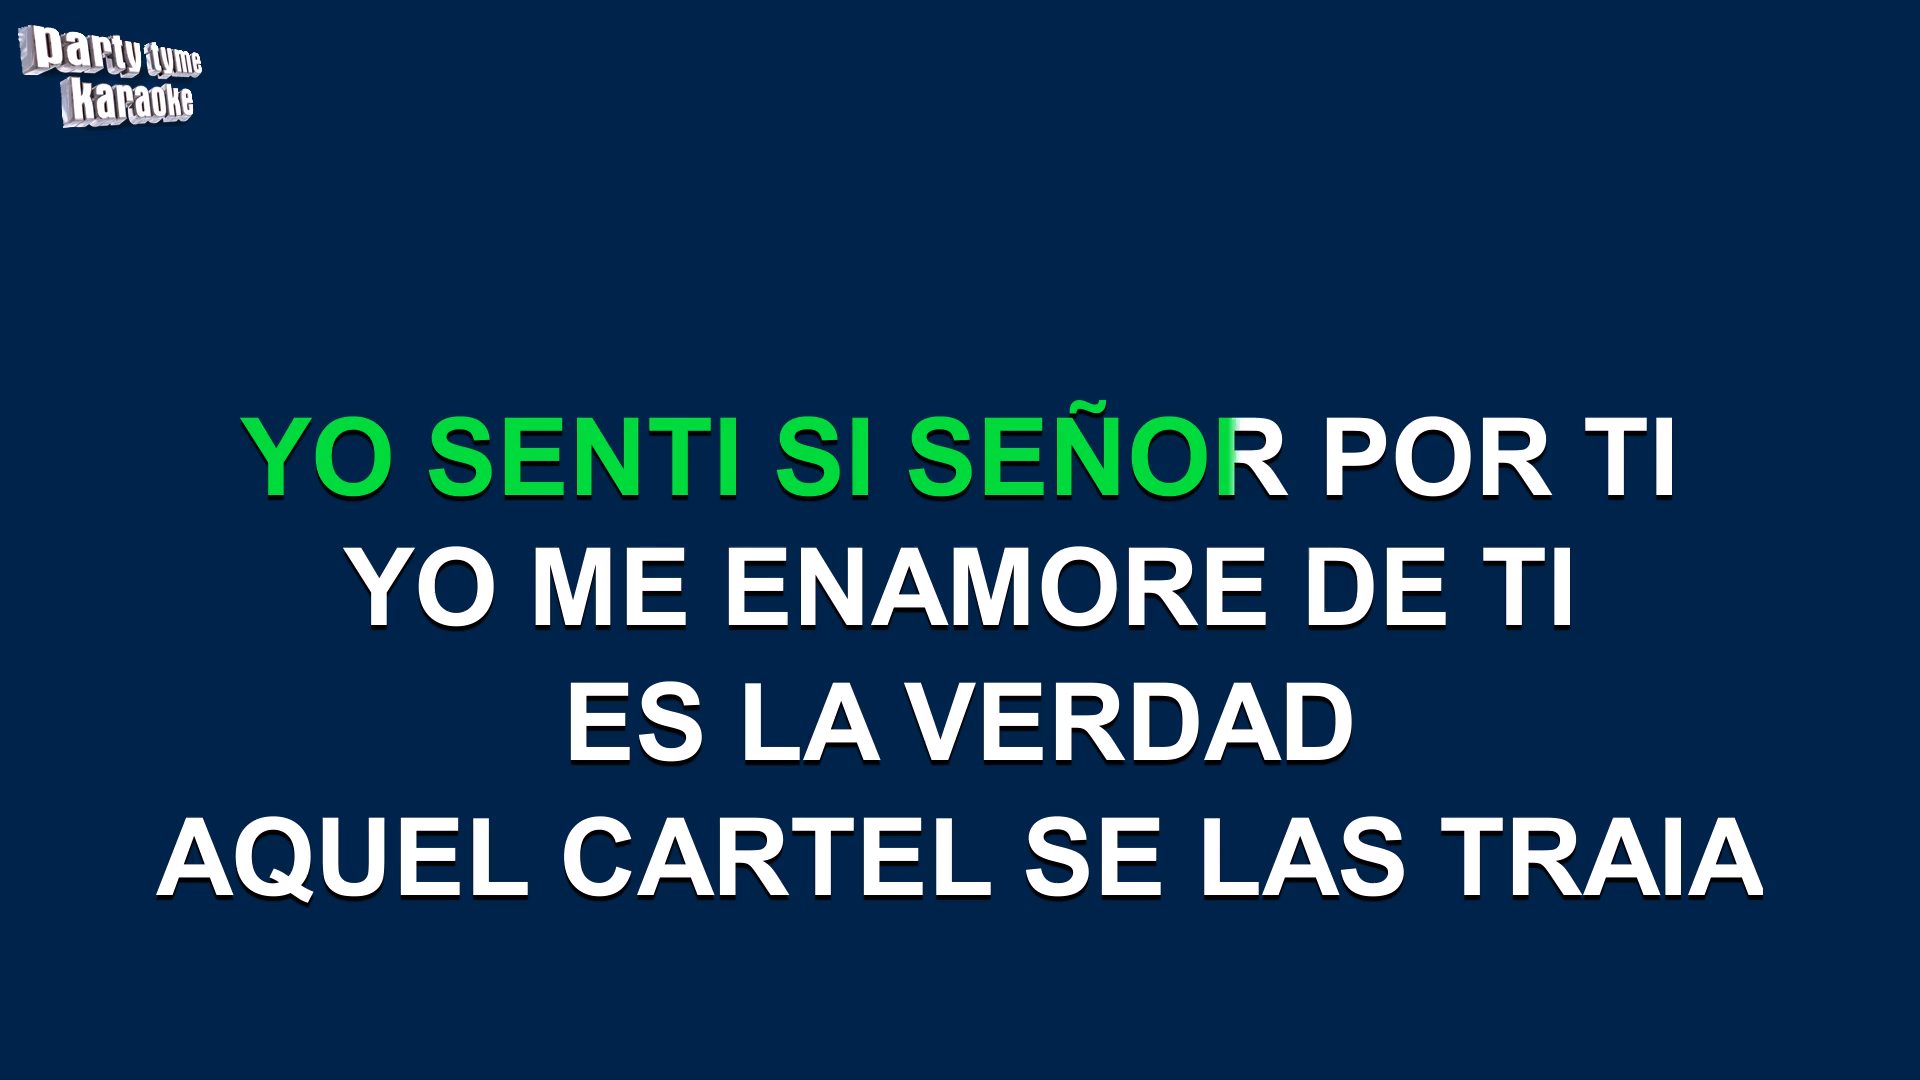 party tyme
karaoke
YO SENTI SI SEÑOR POR TI
YO ME ENAMORE DE TI
ES LA VERDAD
AQUEL CARTEL SE LAS TRAIA